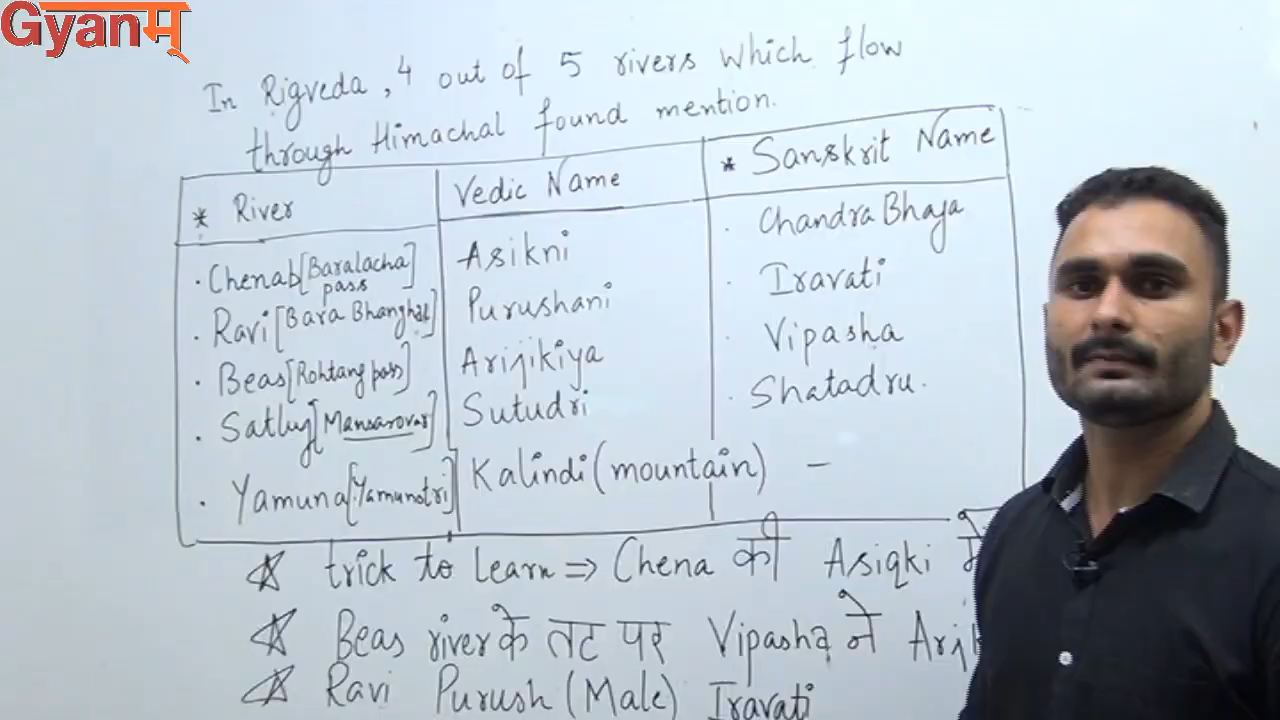 Gyanम्
In Rigveda, 4 out of 5 rivers which flow
through Himachal found mention.
* River Vedic Name * Sanskrit Name
. Chenab [Baralacha pass] Asikni . Chandra Bhaja
. Ravi [Bara Bhanghal] Purushani . Iravati
. Beas [Rohtang pass] Arijikiya . Vipasha
. Satluj [Mansarovar] Sutudri . Shatadru.
. Yamuna [Yamunotri] Kalindi (mountain) –
☆ trick to learn ⇒ Chena की Asiqki में
☆ Beas river के तट पर Vipasha ने Arji
☆ Ravi Purush (Male) Iravati